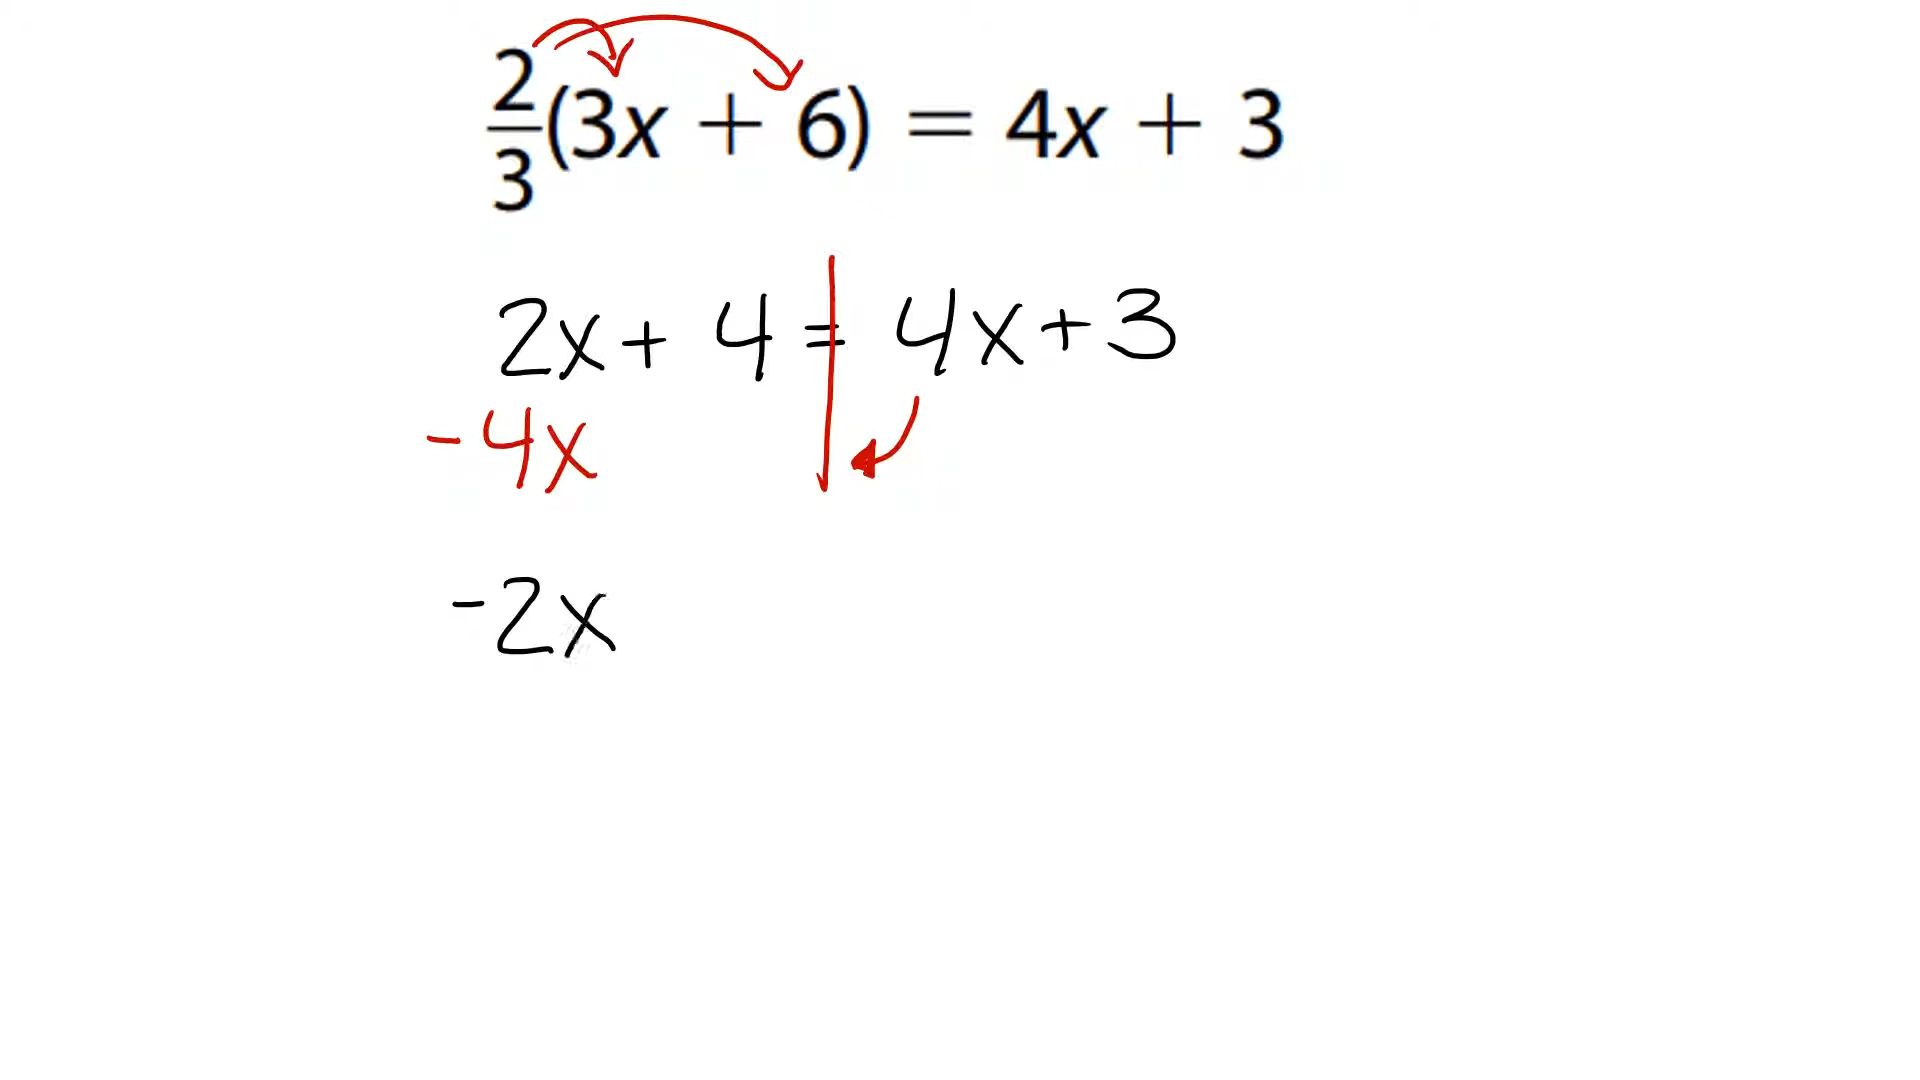 2/3(3x + 6) = 4x + 3
2x + 4 = 4x + 3
-4x
-2x